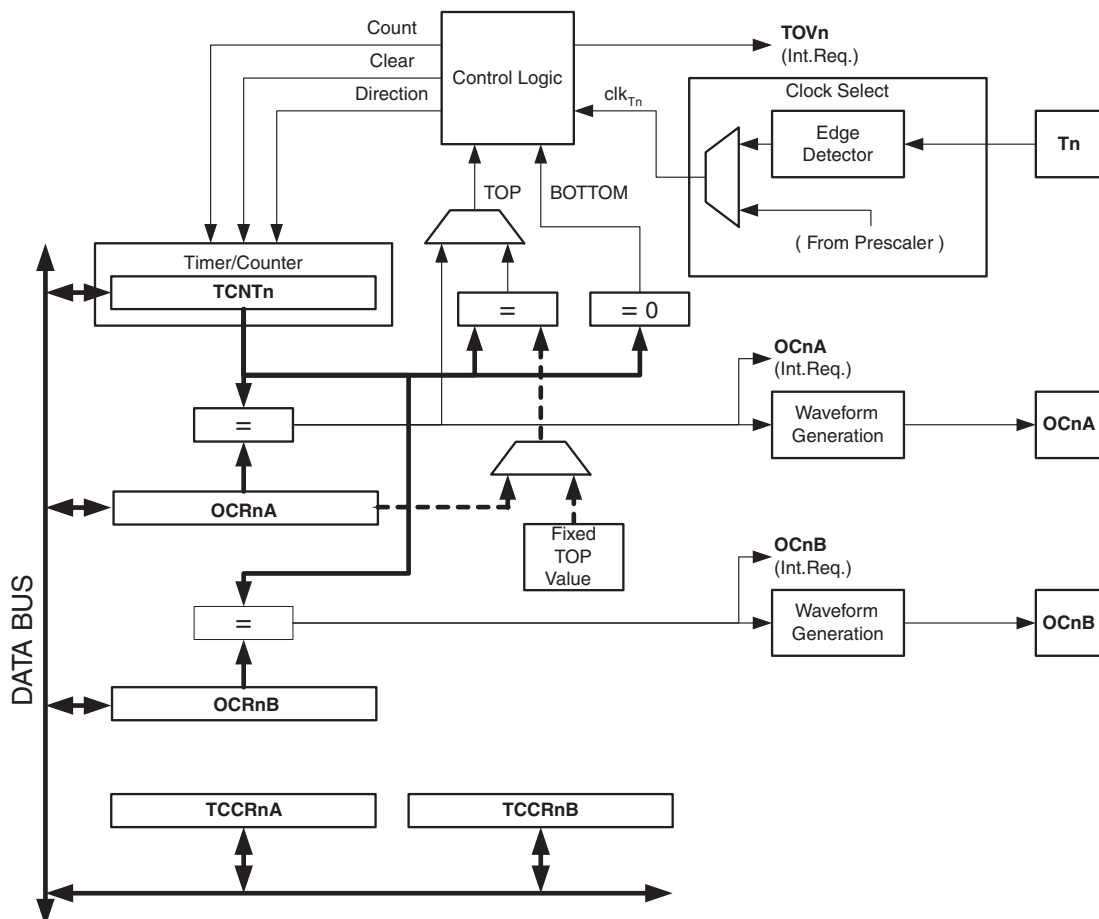 Count
Clear
Direction
Control Logic
TOVn
(Int.Req.)
clkTn
Clock Select
Edge
Detector
Tn
( From Prescaler )
TOP
BOTTOM
Timer/Counter
TCNTn
=
= 0
OCnA
(Int.Req.)
=
Waveform
Generation
OCnA
OCRnA
Fixed
TOP
Value
OCnB
(Int.Req.)
=
Waveform
Generation
OCnB
OCRnB
DATA BUS
TCCRnA
TCCRnB